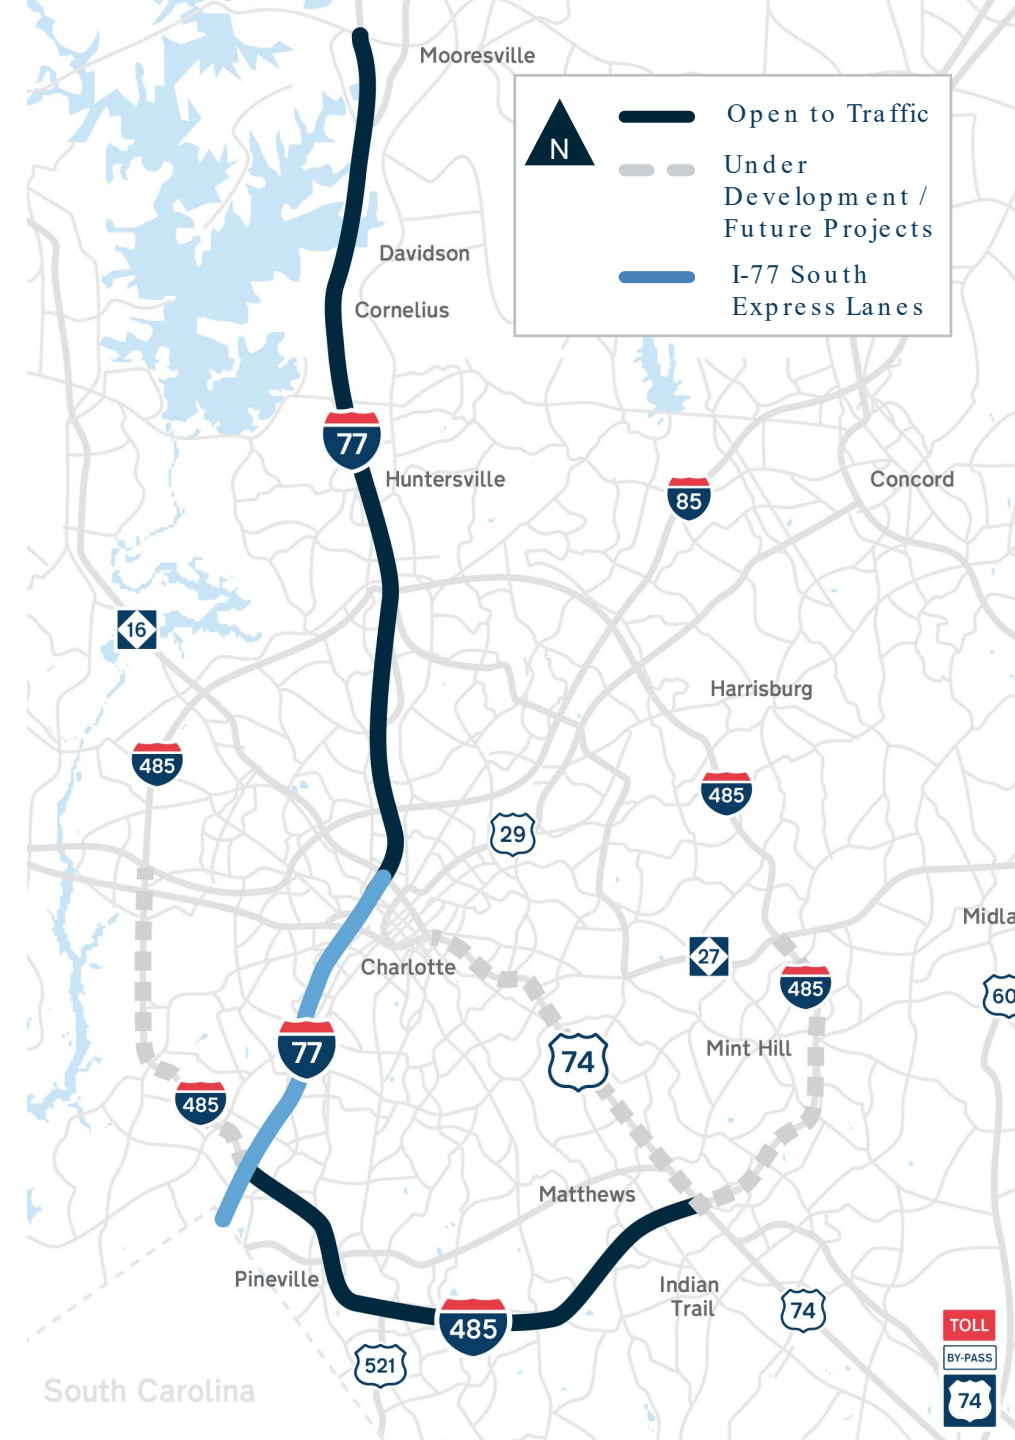 Mooresville
N
Open to Traffic
Under
Development /
Future Projects
I-77 South
Express Lanes
Davidson
Cornelius
77
Huntersville
85
Concord
16
Harrisburg
485
485
29
Midla
Charlotte
27
485
60
77
74
Mint Hill
485
Matthews
Pineville
Indian
Trail
74
485
TOLL
BY-PASS
74
521
South Carolina